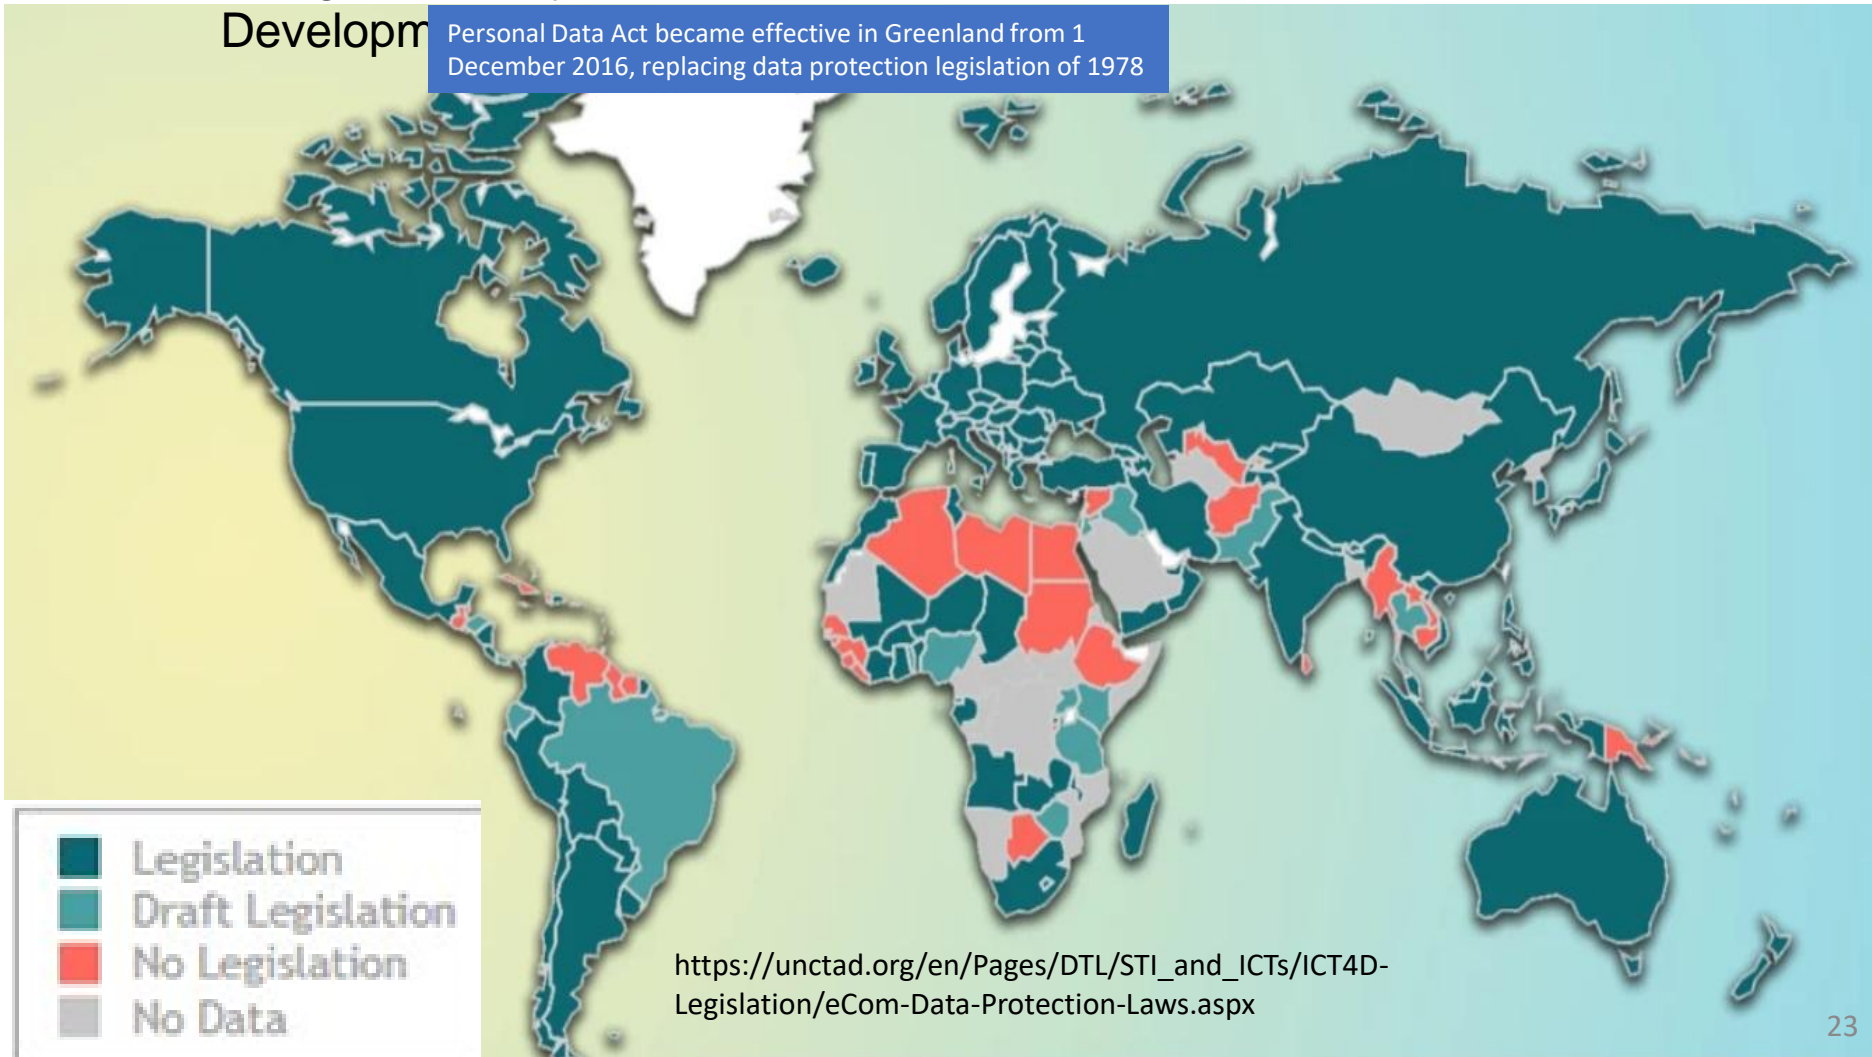 Developm
Personal Data Act became effective in Greenland from 1
December 2016, replacing data protection legislation of 1978
Legislation
Draft Legislation
No Legislation
No Data
https://unctad.org/en/Pages/DTL/STI_and_ICTs/ICT4D-
Legislation/eCom-Data-Protection-Laws.aspx
23